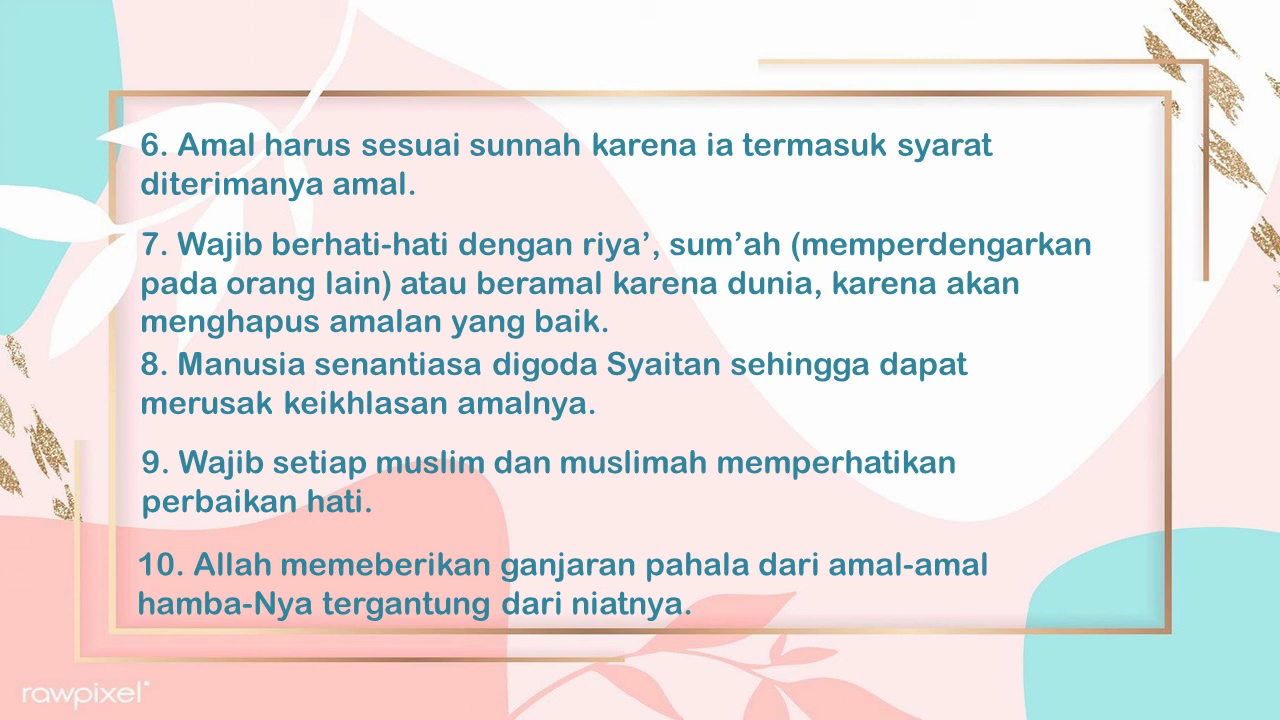 6. Amal harus sesuai sunnah karena ia termasuk syarat
diterimanya amal.
7. Wajib berhati-hati dengan riya’, sum’ah (memperdengarkan
pada orang lain) atau beramal karena dunia, karena akan
menghapus amalan yang baik.
8. Manusia senantiasa digoda Syaitan sehingga dapat
merusak keikhlasan amalnya.
9. Wajib setiap muslim dan muslimah memperhatikan
perbaikan hati.
10. Allah memeberikan ganjaran pahala dari amal-amal
hamba-Nya tergantung dari niatnya.
rawpixel